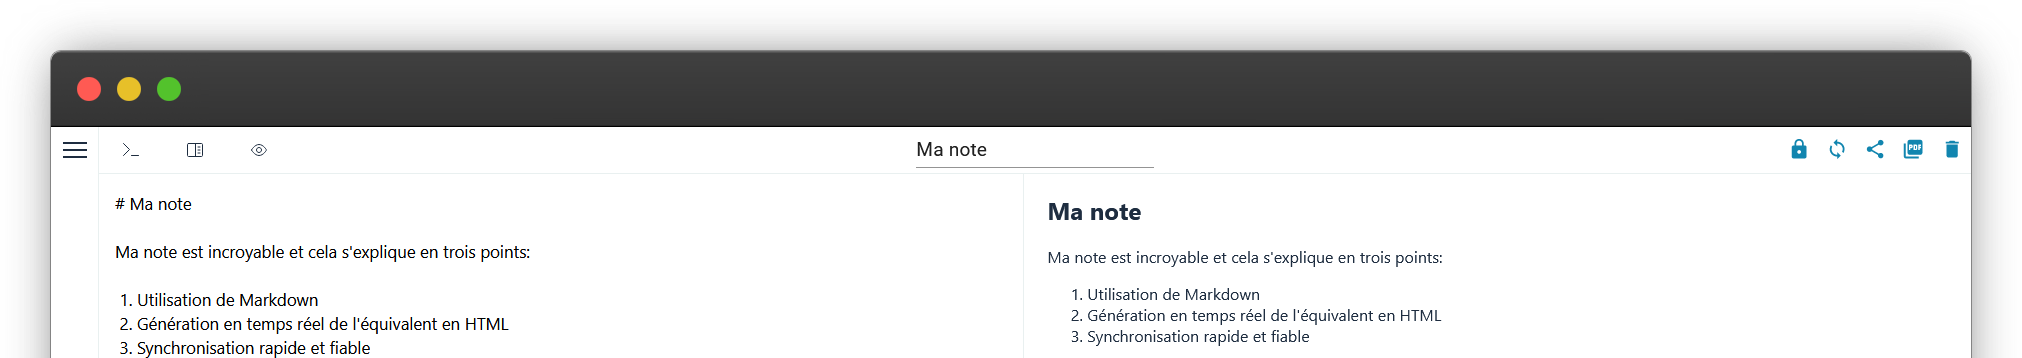 Ma note
# Ma note
Ma note est incroyable et cela s'explique en trois points:
1. Utilisation de Markdown
2. Génération en temps réel de l'équivalent en HTML
3. Synchronisation rapide et fiable
Ma note
Ma note est incroyable et cela s'explique en trois points:
1. Utilisation de Markdown
2. Génération en temps réel de l'équivalent en HTML
3. Synchronisation rapide et fiable
PDF